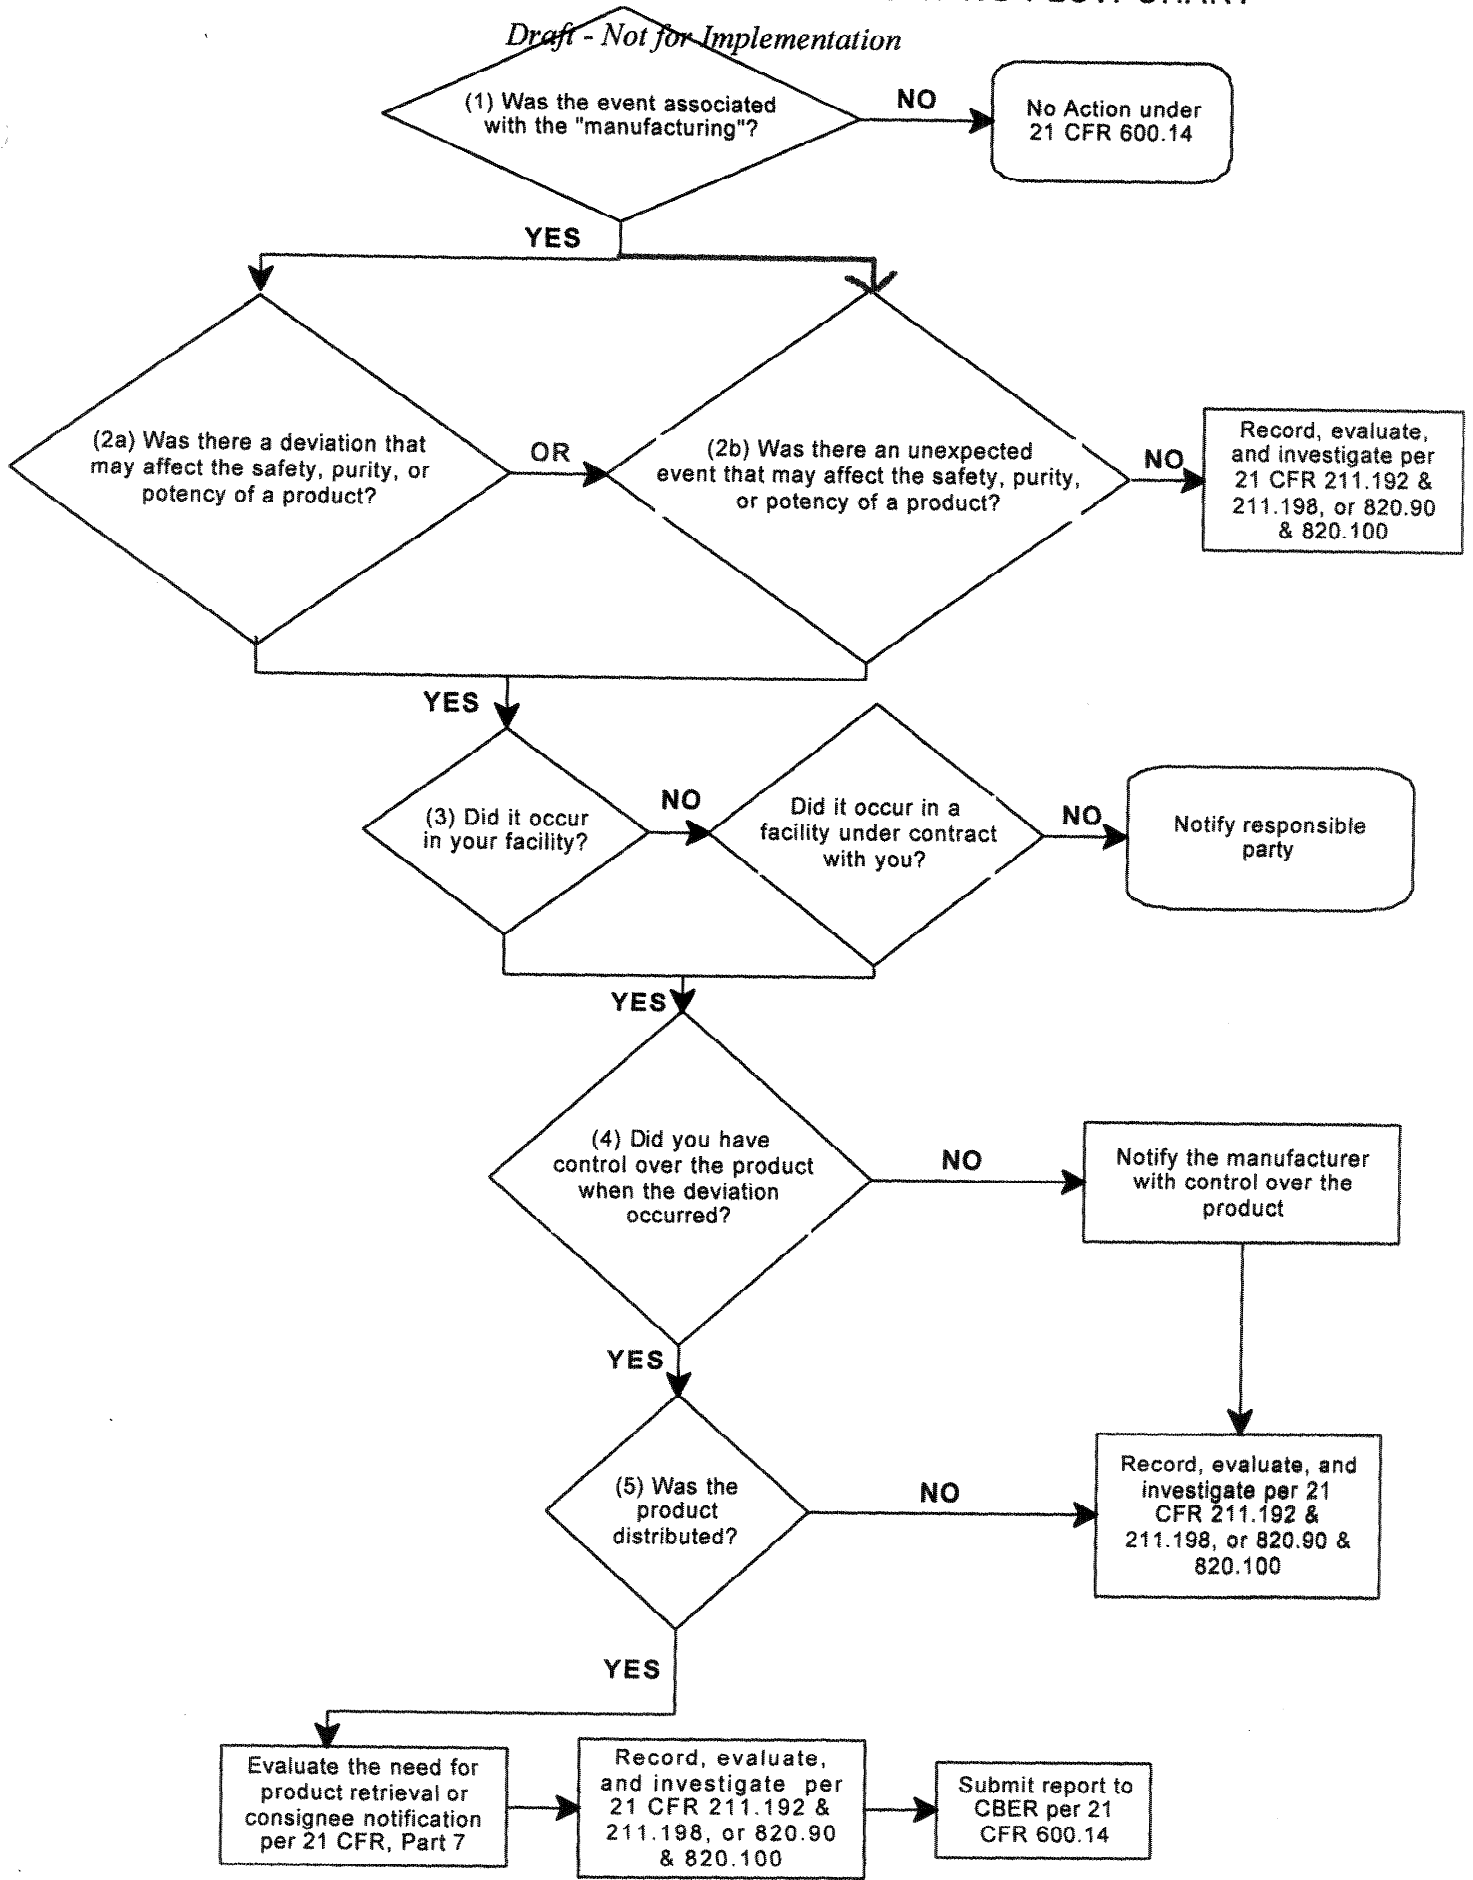 FLOW CHART
Draft - Not for Implementation
(1) Was the event associated
with the "manufacturing"?
NO
No Action under
21 CFR 600.14
YES
(2a) Was there a deviation that
may affect the safety, purity, or
potency of a product?
OR
(2b) Was there an unexpected
event that may affect the safety, purity,
or potency of a product?
NO
Record, evaluate,
and investigate per
21 CFR 211.192 &
211.198, or 820.90
& 820.100
YES
(3) Did it occur
in your facility?
NO
Did it occur in a
facility under contract
with you?
NO
Notify responsible
party
YES
(4) Did you have
control over the product
when the deviation
occurred?
NO
Notify the manufacturer
with control over the
product
YES
(5) Was the
product
distributed?
NO
Record, evaluate, and
investigate per 21
CFR 211.192 &
211.198, or 820.90 &
820.100
YES
Evaluate the need for
product retrieval or
consignee notification
per 21 CFR, Part 7
Record, evaluate,
and investigate per
21 CFR 211.192 &
211.198, or 820.90
& 820.100
Submit report to
CBER per 21
CFR 600.14